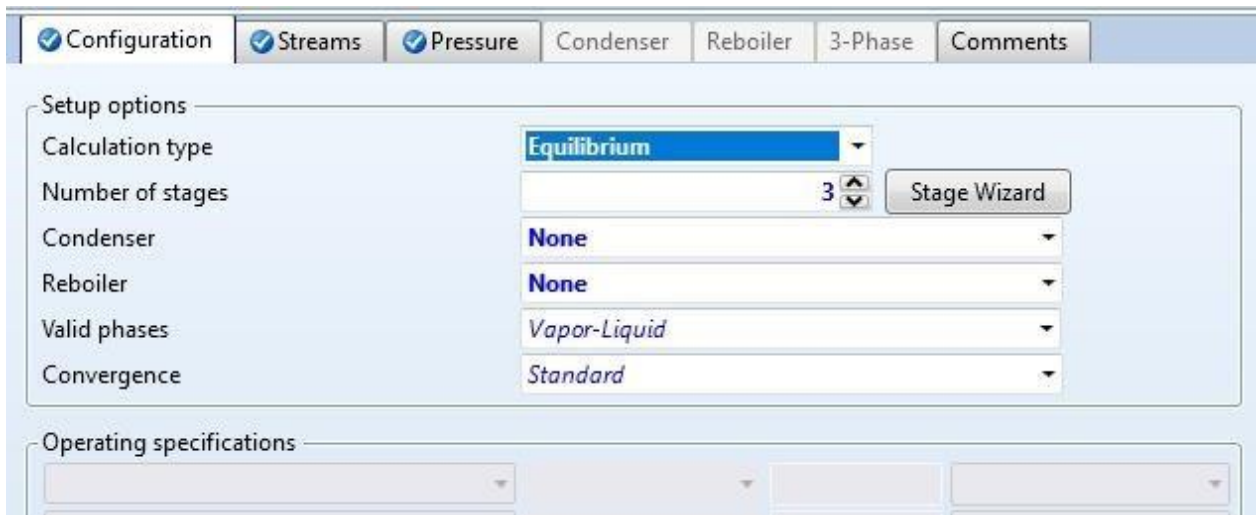 Configuration Streams Pressure Condenser Reboiler 3-Phase Comments
Setup options
Calculation type Equilibrium
Number of stages 3 Stage Wizard
Condenser None
Reboiler None
Valid phases Vapor-Liquid
Convergence Standard
Operating specifications